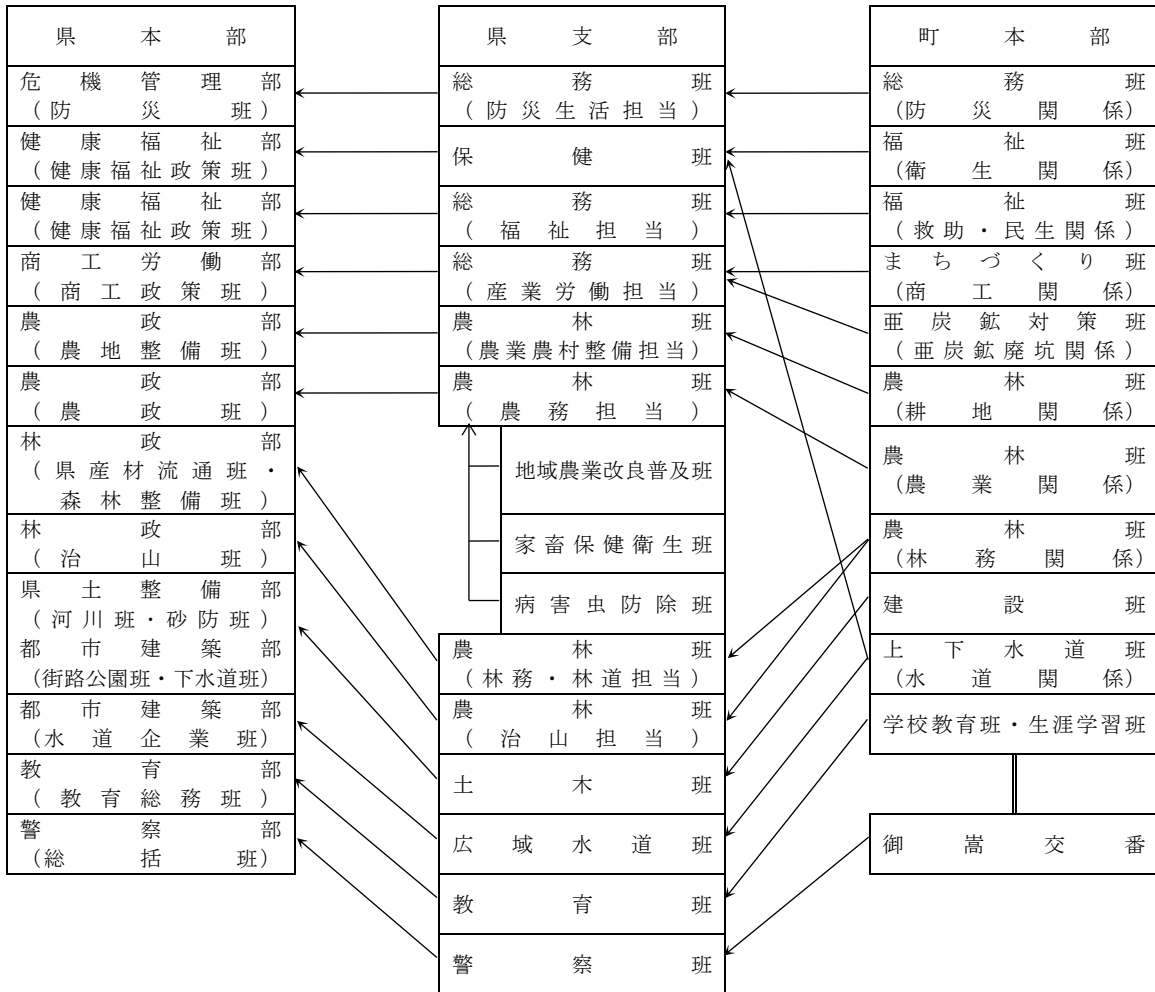 県本部
危機管理部
(防災班)
健康福祉部
(健康福祉政策班)
健康福祉部
(健康福祉政策班)
商工労働部
(商工政策班)
農政部
(農地整備班)
農政部
(農政班)
林政部
(県産材流通班・
森林整備班)
林政部
(治山班)
県土整備部
(河川班・砂防班)
都市建築部
(街路公園班・下水道班)
都市建築部
(水道企業班)
教育部
(教育総務班)
警察部
(総括班)
県支部
総務班
(防災生活担当)
保健班
総務班
(福祉担当)
総務班
(産業労働担当)
農林班
(農業農村整備担当)
農林班
(農務担当)
地域農業改良普及班
家畜保健衛生班
病害虫防除班
農林班
(林務・林道担当)
農林班
(治山担当)
土木班
広域水道班
教育班
警察班
町本部
総務班
(防災関係)
福祉班
(衛生関係)
福祉班
(救助・民生関係)
まちづくり班
(商工関係)
亜炭鉱対策班
(亜炭鉱廃坑関係)
農林班
(耕地関係)
農林班
(農業関係)
農林班
(林務関係)
建設班
上下水道班
(水道関係)
学校教育班・生涯学習班
御嵩交番